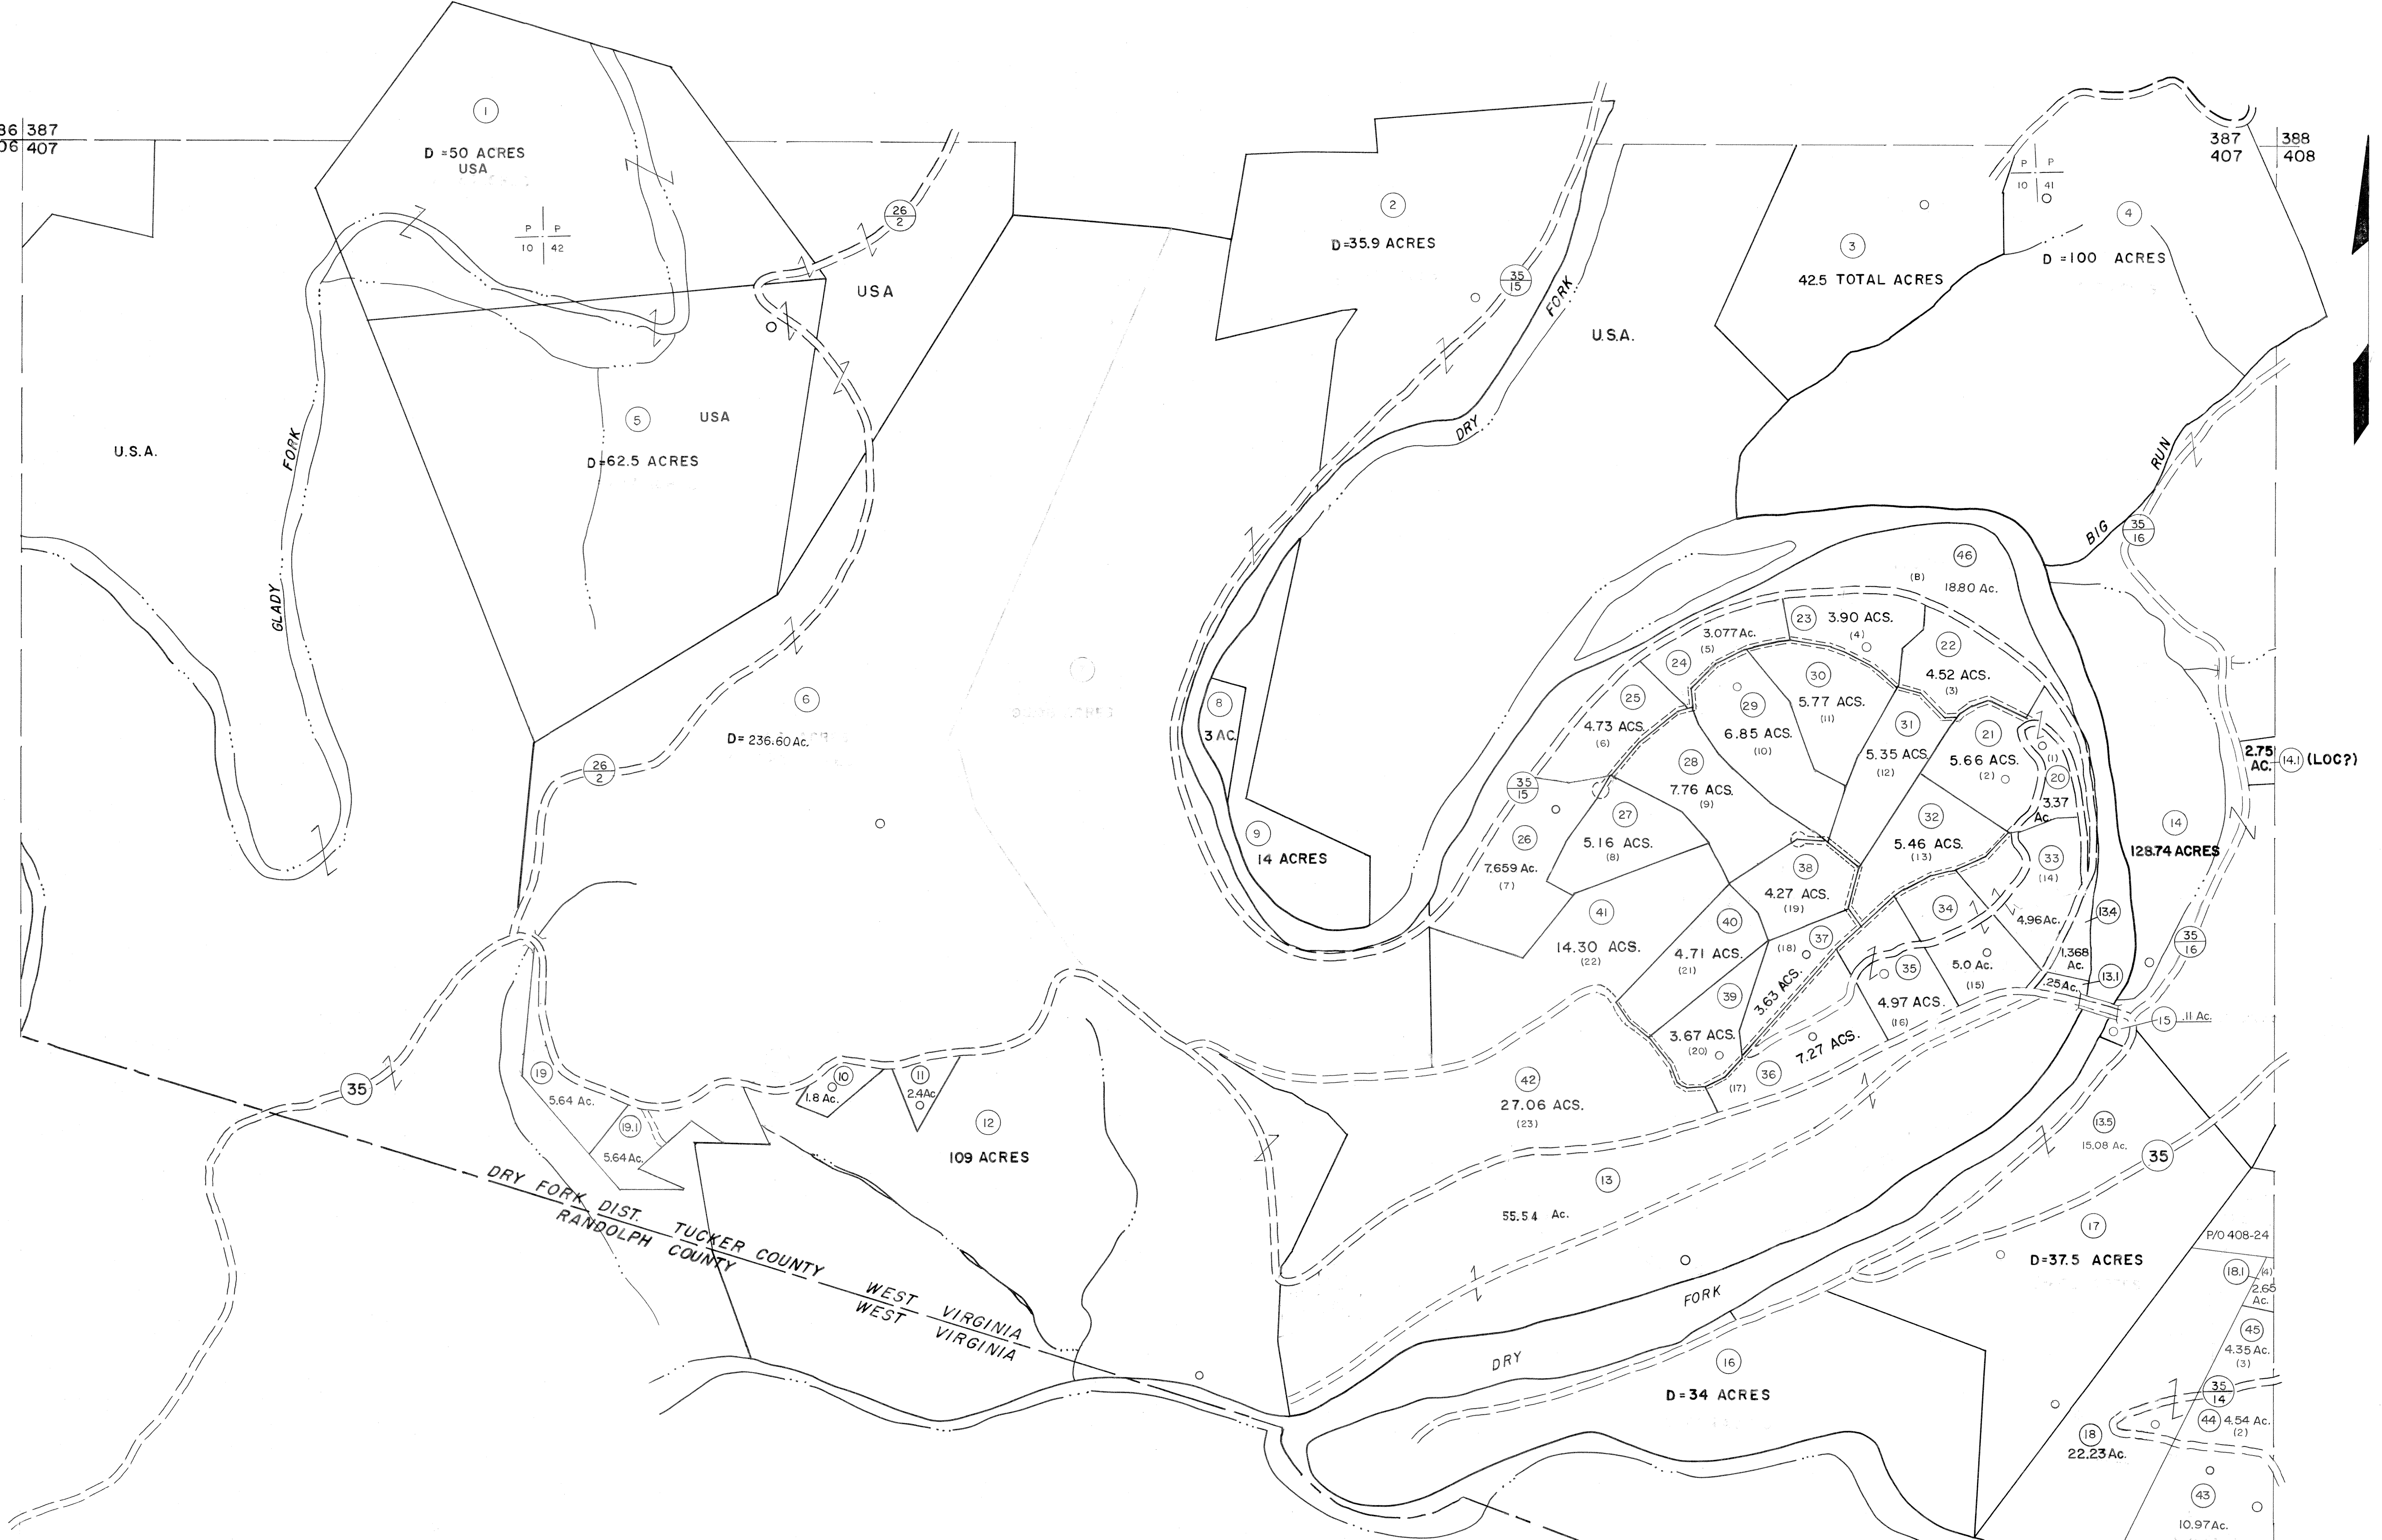 36 387
06 407
387 388
407 408
1
D = 50 ACRES
USA
P P
10 42
26
2
USA
2
D=35.9 ACRES
35
15
FORK
DRY
U.S.A.
3
42.5 TOTAL ACRES
P P
10 41
4
D = 100 ACRES
U.S.A.
GLADY FORK
5
USA
D=62.5 ACRES
BIG RUN
35
16
46
(B)
18.80 Ac.
6
D= 236.60 Ac.
26
2
8
3 AC.
9
14 ACRES
23
3.90 ACS.
(4)
3.077 Ac.
(5)
24
22
4.52 ACS.
(3)
25
4.73 ACS.
(6)
30
5.77 ACS.
(11)
29
6.85 ACS.
(10)
31
5.35 ACS.
(12)
21
5.66 ACS.
(2)
(1)
20
3.37
Ac.
2.75
AC.
14.1 (LOC?)
28
7.76 ACS.
(9)
35
15
27
5.16 ACS.
(8)
26
7.659 Ac.
(7)
32
5.46 ACS.
(13)
14
128.74 ACRES
33
(14)
4.96 Ac.
38
4.27 ACS.
(19)
34
5.0 Ac.
(15)
13.4
1.368
Ac.
13.1
.25 Ac.
35
16
41
14.30 ACS.
(22)
40
4.71 ACS.
(21)
(18)
37
3.63 ACS.
35
4.97 ACS.
(16)
39
3.67 ACS.
(20)
36
7.27 ACS.
(17)
15
.11 Ac.
35
19
5.64 Ac.
19.1
5.64 Ac.
10
1.8 Ac.
11
2.4 Ac.
12
109 ACRES
42
27.06 ACS.
(23)
13
55.54 Ac.
13.5
15.08 Ac.
35
17
D=37.5 ACRES
P/O 408-24
18.1
(4)
2.65
Ac.
45
4.35 Ac.
(3)
35
14
44 4.54 Ac.
(2)
18
22.23 Ac.
43
10.97 Ac.
DRY FORK DIST. TUCKER COUNTY WEST VIRGINIA
RANDOLPH COUNTY WEST VIRGINIA
DRY FORK
16
D=34 ACRES